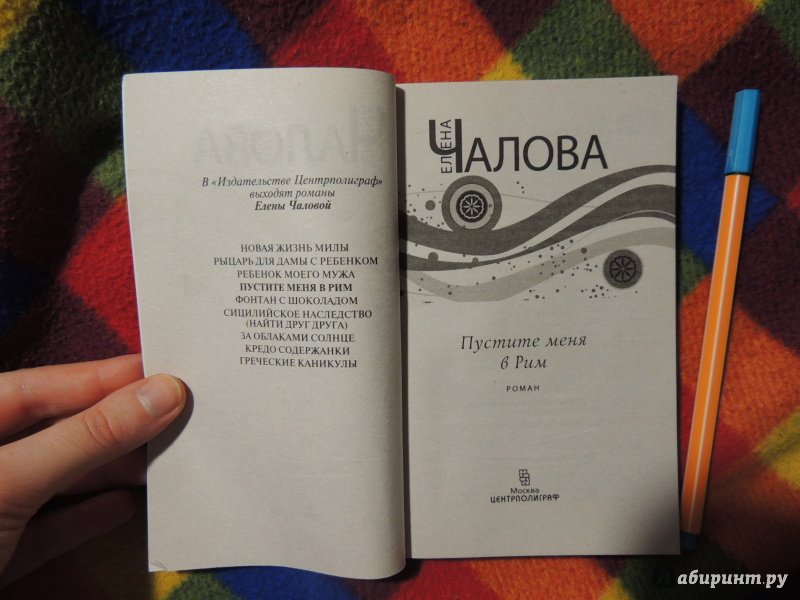 В «Издательстве Центрполиграф»
выходят романы
Елены Чаловой
НОВАЯ ЖИЗНЬ МИЛЫ
РЫЦАРЬ ДЛЯ ДАМЫ С РЕБЕНКОМ
РЕБЕНОК МОЕГО МУЖА
ПУСТИТЕ МЕНЯ В РИМ
ФОНТАН С ШОКОЛАДОМ
СИЦИЛИЙСКОЕ НАСЛЕДСТВО
(НАЙТИ ДРУГ ДРУГА)
ЗА ОБЛАКАМИ СОЛНЦЕ
КРЕДО СОДЕРЖАНКИ
ГРЕЧЕСКИЕ КАНИКУЛЫ
ЕЛЕНА
ЧАЛОВА
Пустите меня
в Рим
РОМАН
Москва
ЦЕНТРПОЛИГРАФ
Лабиринт.ру